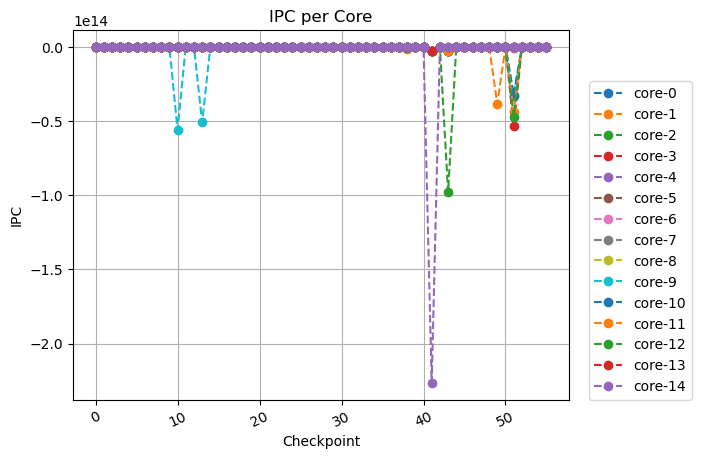 IPC per Core
1e14
0.0
−0.5
−1.0
−1.5
−2.0
IPC
0
10
20
30
40
50
Checkpoint
core-0
core-1
core-2
core-3
core-4
core-5
core-6
core-7
core-8
core-9
core-10
core-11
core-12
core-13
core-14